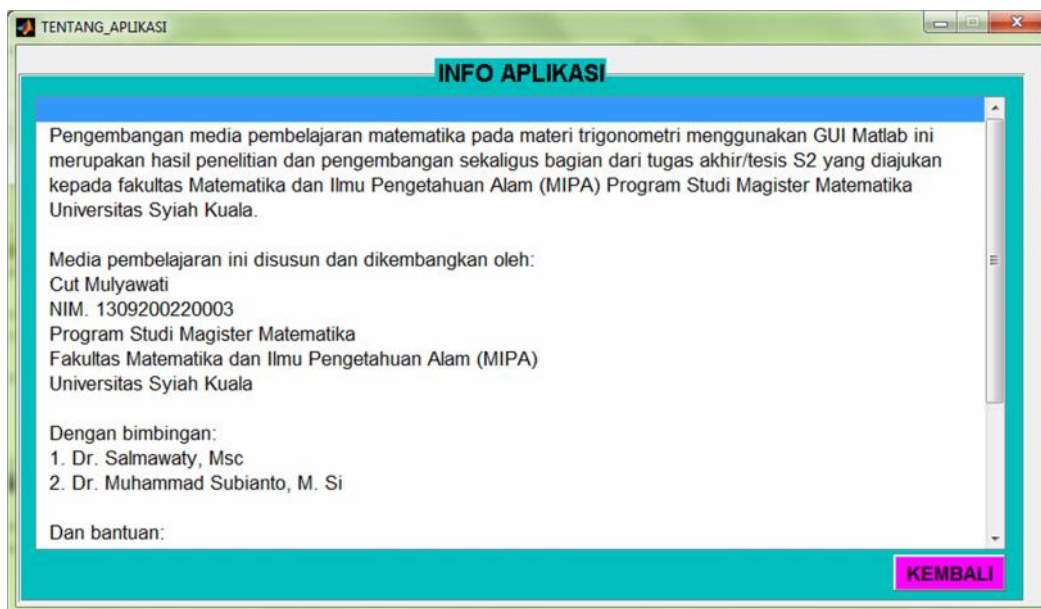 TENTANG_APLIKASI
INFO APLIKASI
Pengembangan media pembelajaran matematika pada materi trigonometri menggunakan GUI Matlab ini
merupakan hasil penelitian dan pengembangan sekaligus bagian dari tugas akhir/tesis S2 yang diajukan
kepada fakultas Matematika dan Ilmu Pengetahuan Alam (MIPA) Program Studi Magister Matematika
Universitas Syiah Kuala.
Media pembelajaran ini disusun dan dikembangkan oleh:
Cut Mulyawati
NIM. 1309200220003
Program Studi Magister Matematika
Fakultas Matematika dan Ilmu Pengetahuan Alam (MIPA)
Universitas Syiah Kuala
Dengan bimbingan:
1. Dr. Salmawaty, Msc
2. Dr. Muhammad Subianto, M. Si
Dan bantuan:
KEMBALI